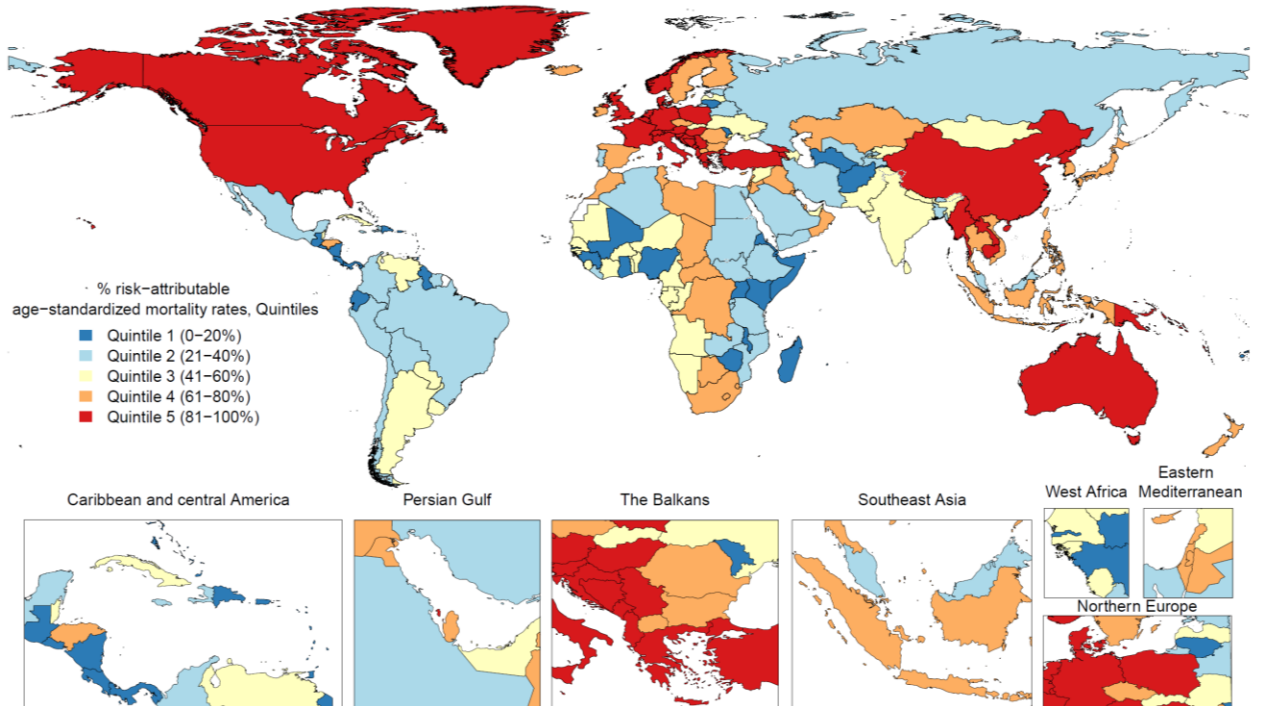 % risk−attributable
age−standardized mortality rates, Quintiles
Quintile 1 (0−20%)
Quintile 2 (21−40%)
Quintile 3 (41−60%)
Quintile 4 (61−80%)
Quintile 5 (81−100%)
Caribbean and central America
Persian Gulf
The Balkans
Southeast Asia
West Africa
Eastern
Mediterranean
Northern Europe